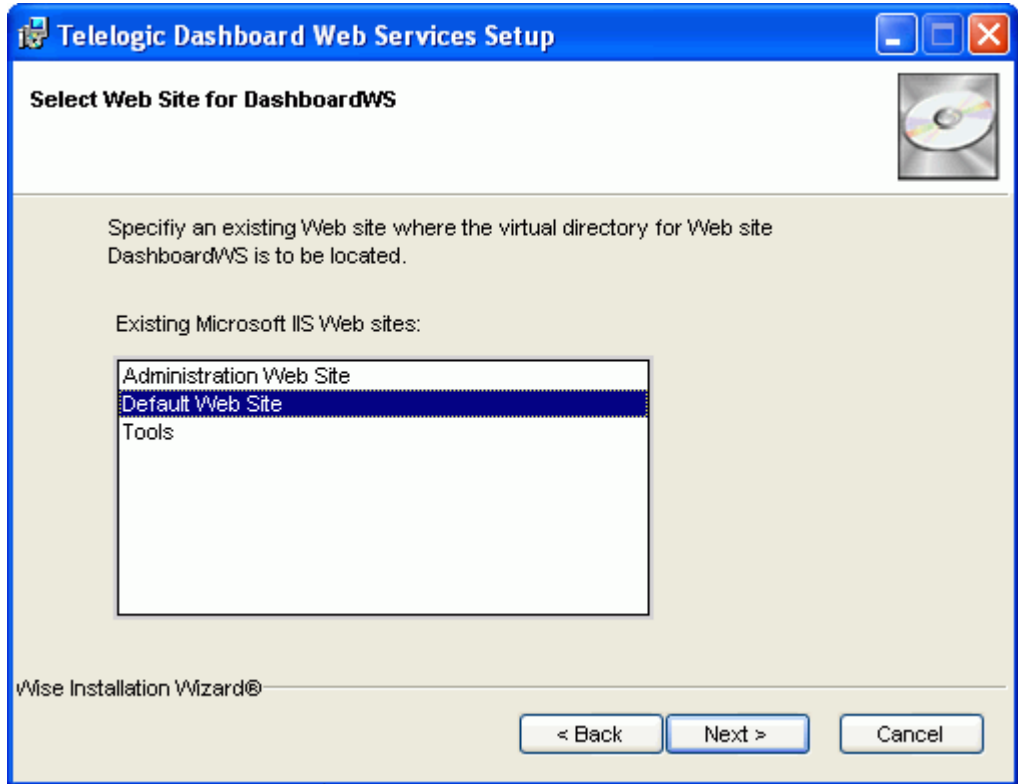 Telelogic Dashboard Web Services Setup
Select Web Site for DashboardWS
Specifiy an existing Web site where the virtual directory for Web site
DashboardWS is to be located.
Existing Microsoft IIS Web sites:
Administration Web Site
Default Web Site
Tools
Wise Installation Wizard®
< Back
Next >
Cancel